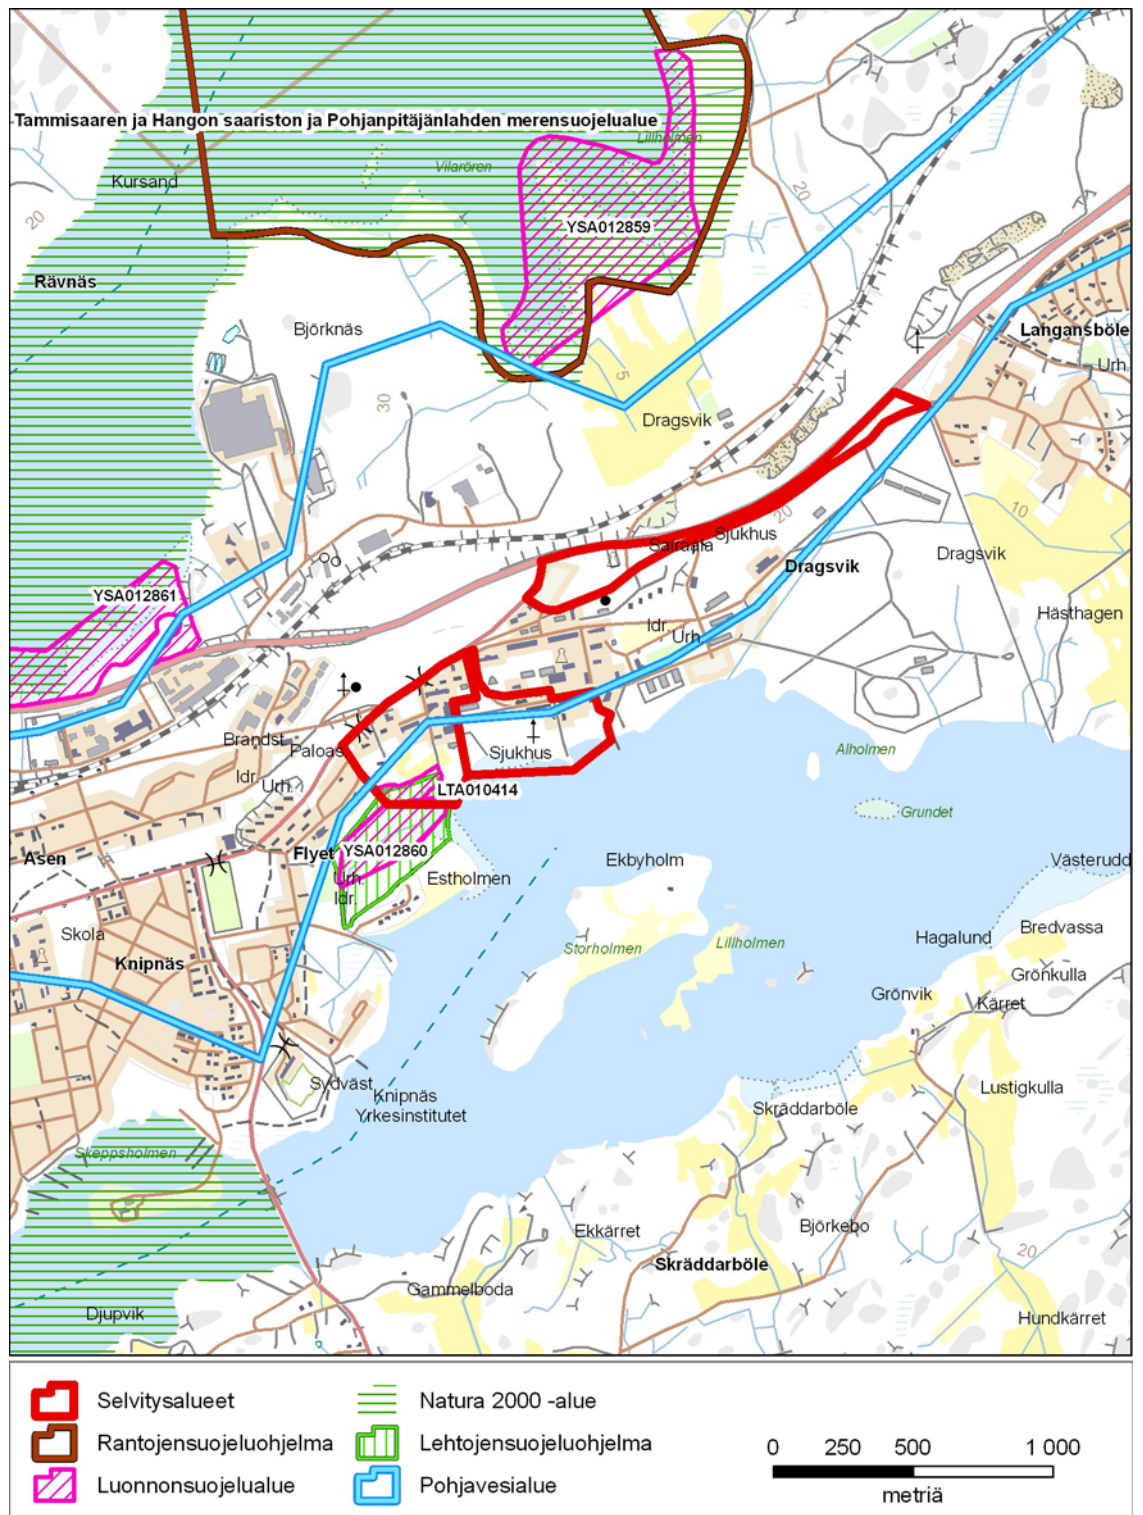 Tammisaaren ja Hangon saariston ja Pohjanpitäjänlahden merensuojelualue
Lillholmen
Vilarören
Kursand
20
20
YSA012859
Rävnäs
Björknäs
Langansböle
Urh.
5
30
Dragsvik
10
20
Sjukhus
Sairaala
Dragsvik
Dragsvik
YSA012861
Hästhagen
Idr.
Urh.
Brandst.
Paloas.
Sjukhus
Alholmen
Idr.
Urh.
LTA010414
Grundet
Asen
Flyet
YSA012860
Ekbyholm
Västerudd
Urh.
Idr.
Estholmen
Skola
Storholmen
Lillholmen
Hagalund
Bredvassa
Knipnäs
Grönkulla
Grönvik
Kärret
Sydväst
Knipnäs
Yrkesinstitutet
Lustigkulla
Skräddarböle
Skeppsholmen
Ekkärret
Björkebo
20
Skräddarböle
Gammelboda
Djupvik
Hundkärret
Selvitysalueet
Natura 2000 -alue
Rantojensuojeluohjelma
Lehtojensuojeluohjelma
Luonnonsuojelualue
Pohjavesialue
0 250 500 1 000
metriä